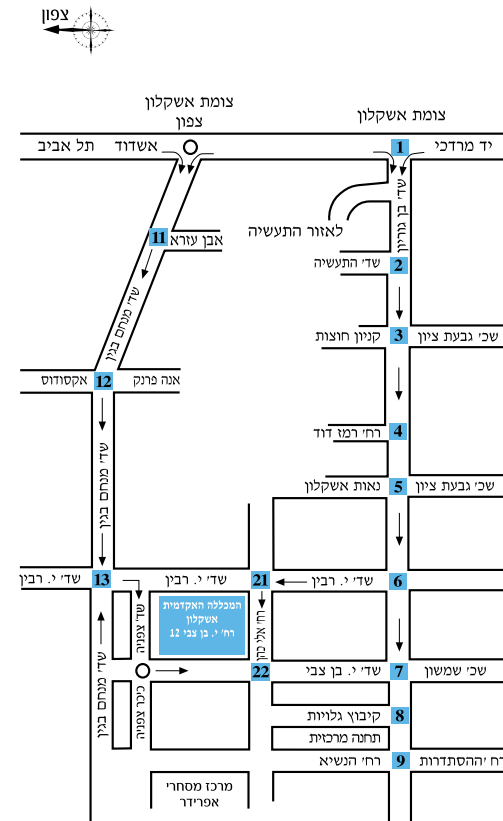 צפון
צומת אשקלון
צפון
צומת אשקלון
תל אביב
אשדוד
1
יד מרדכי
שד' בן גוריון
לאזור התעשיה
11
אבן עזרא
שד' מנחם בגין
2
שד' התעשיה
3
קניון חוצות
שכ' גבעת ציון
12
אנה פרנק
אקסודוס
4
רח' רמז דוד
שד' מנחם בגין
5
נאות אשקלון
שכ' גבעת ציון
שד' י. רבין
13
שד' י. רבין
21
שד' י. רבין
6
שד' צפניה
המכללה האקדמית
אשקלון
רח' י. בן צבי 12
רח' אלי כהן
שד' מנחם בגין
ככר צפניה
22
שד' י. בן צבי
7
שכ' שמשון
8
קיבוץ גלויות
תחנה מרכזית
9
רח' הנשיא
רח' ההסתדרות
מרכז מסחרי
אפרידר